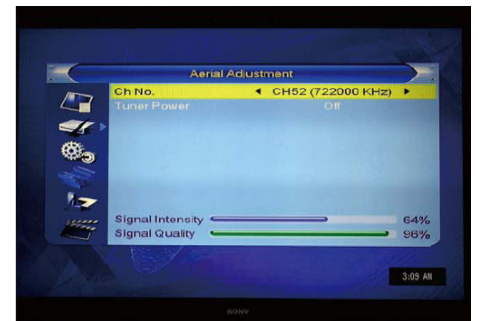 Aerial Adjustment
Ch No. ◄ CH52 (722000 KHz) ►
Tuner Power Off
Signal Intensity 64%
Signal Quality 96%
3:09 AM
SONY